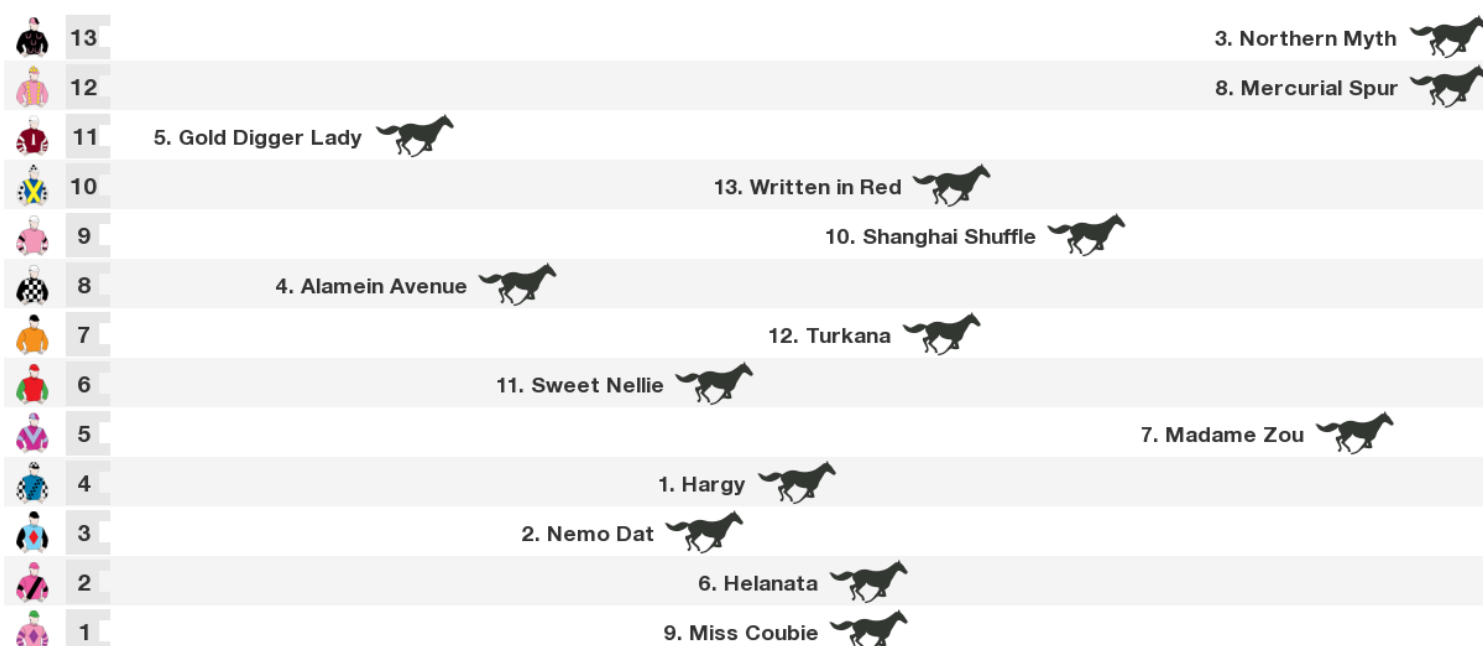 13 3. Northern Myth
12 8. Mercurial Spur
11 5. Gold Digger Lady
10 13. Written in Red
9 10. Shanghai Shuffle
8 4. Alamein Avenue
7 12. Turkana
6 11. Sweet Nellie
5 7. Madame Zou
4 1. Hargy
3 2. Nemo Dat
2 6. Helanata
1 9. Miss Coubie